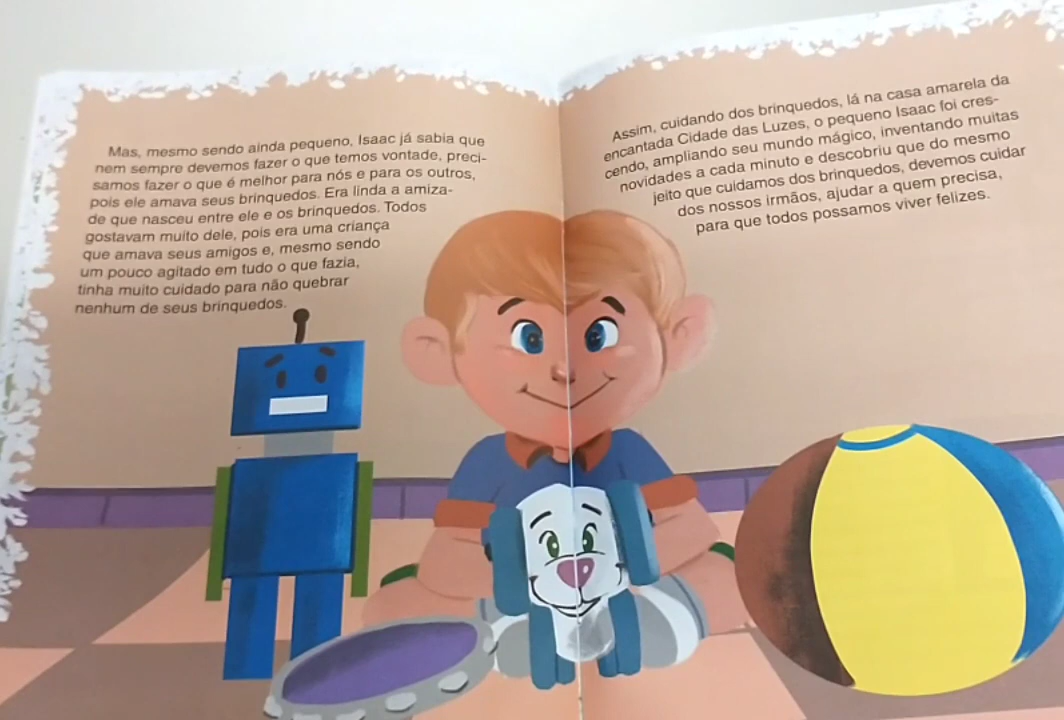 Mas, mesmo sendo ainda pequeno, Isaac já sabia que
nem sempre devemos fazer o que temos vontade, preci-
samos fazer o que é melhor para nós e para os outros,
pois ele amava seus brinquedos. Era linda a amiza-
de que nasceu entre ele e os brinquedos. Todos
gostavam muito dele, pois era uma criança
que amava seus amigos e, mesmo sendo
um pouco agitado em tudo o que fazia,
tinha muito cuidado para não quebrar
nenhum de seus brinquedos.
Assim, cuidando dos brinquedos, lá na casa amarela da
encantada Cidade das Luzes, o pequeno Isaac foi cres-
cendo, ampliando seu mundo mágico, inventando muitas
novidades a cada minuto e descobriu que do mesmo
jeito que cuidamos dos brinquedos, devemos cuidar
dos nossos irmãos, ajudar a quem precisa,
para que todos possamos viver felizes.